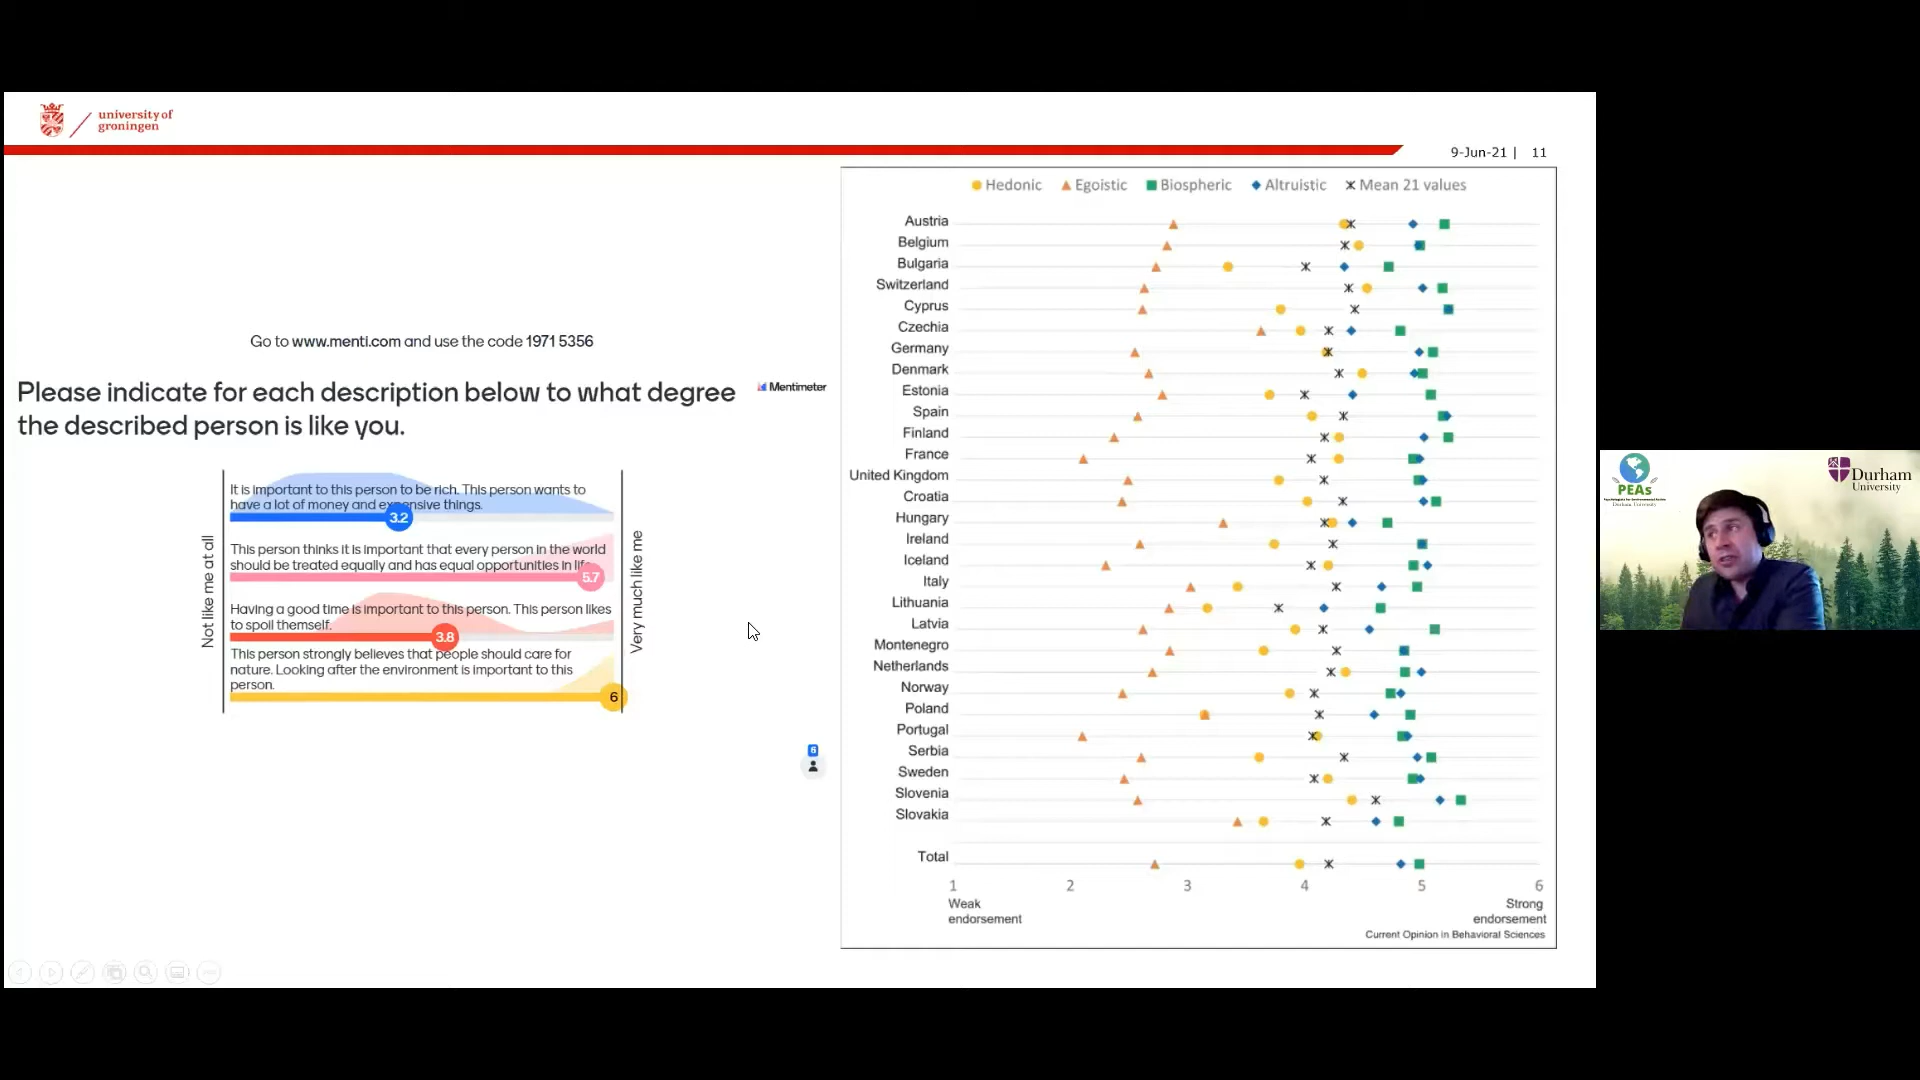 university of
groningen
9-Jun-21 | 11
Go to www.menti.com and use the code 1971 5356
Please indicate for each description below to what degree
the described person is like you.
Mentimeter
Not like me at all
It is important to this person to be rich. This person wants to
have a lot of money and expensive things.
3.2
This person thinks it is important that every person in the world
should be treated equally and has equal opportunities in life.
5.7
Having a good time is important to this person. This person likes
to spoil themself.
3.8
This person strongly believes that people should care for
nature. Looking after the environment is important to this
person.
6
Very much like me
6
Hedonic Egoistic Biospheric Altruistic Mean 21 values
Austria
Belgium
Bulgaria
Switzerland
Cyprus
Czechia
Germany
Denmark
Estonia
Spain
Finland
France
United Kingdom
Croatia
Hungary
Ireland
Iceland
Italy
Lithuania
Latvia
Montenegro
Netherlands
Norway
Poland
Portugal
Serbia
Sweden
Slovenia
Slovakia
Total
1 2 3 4 5 6
Weak
endorsement
Strong
endorsement
Current Opinion in Behavioral Sciences
PEAs
Durham
University